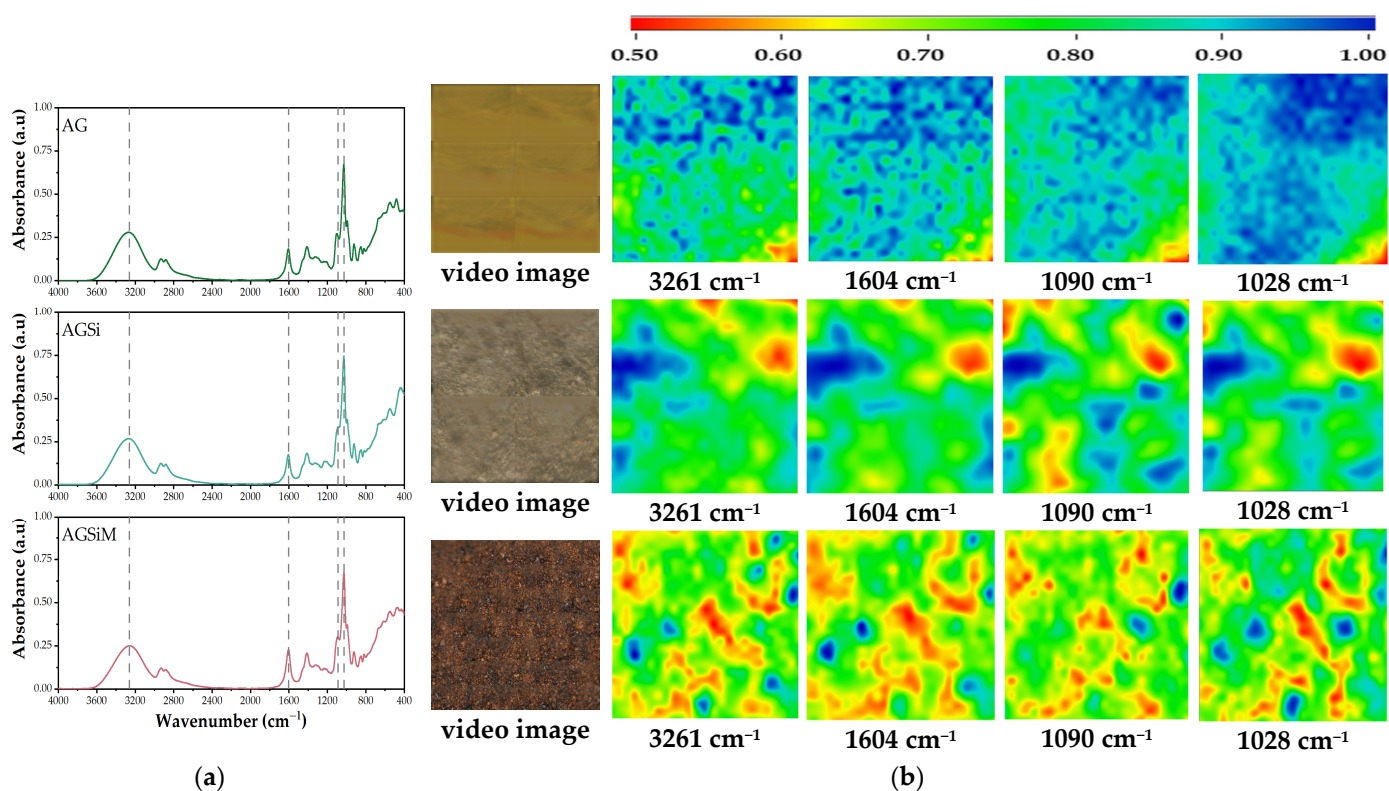 0.50 0.60 0.70 0.80 0.90 1.00
AG
Absorbance (a.u)
1.00
0.75
0.50
0.25
0.00
4000 3600 3200 2800 2400 2000 1600 1200 800 400
video image
3261 cm⁻¹ 1604 cm⁻¹ 1090 cm⁻¹ 1028 cm⁻¹
AGSi
Absorbance (a.u)
1.00
0.75
0.50
0.25
0.00
4000 3600 3200 2800 2400 2000 1600 1200 800 400
video image
3261 cm⁻¹ 1604 cm⁻¹ 1090 cm⁻¹ 1028 cm⁻¹
AGSiM
Absorbance (a.u)
1.00
0.75
0.50
0.25
0.00
4000 3600 3200 2800 2400 2000 1600 1200 800 400
Wavenumber (cm⁻¹)
video image
3261 cm⁻¹ 1604 cm⁻¹ 1090 cm⁻¹ 1028 cm⁻¹
(a) (b)